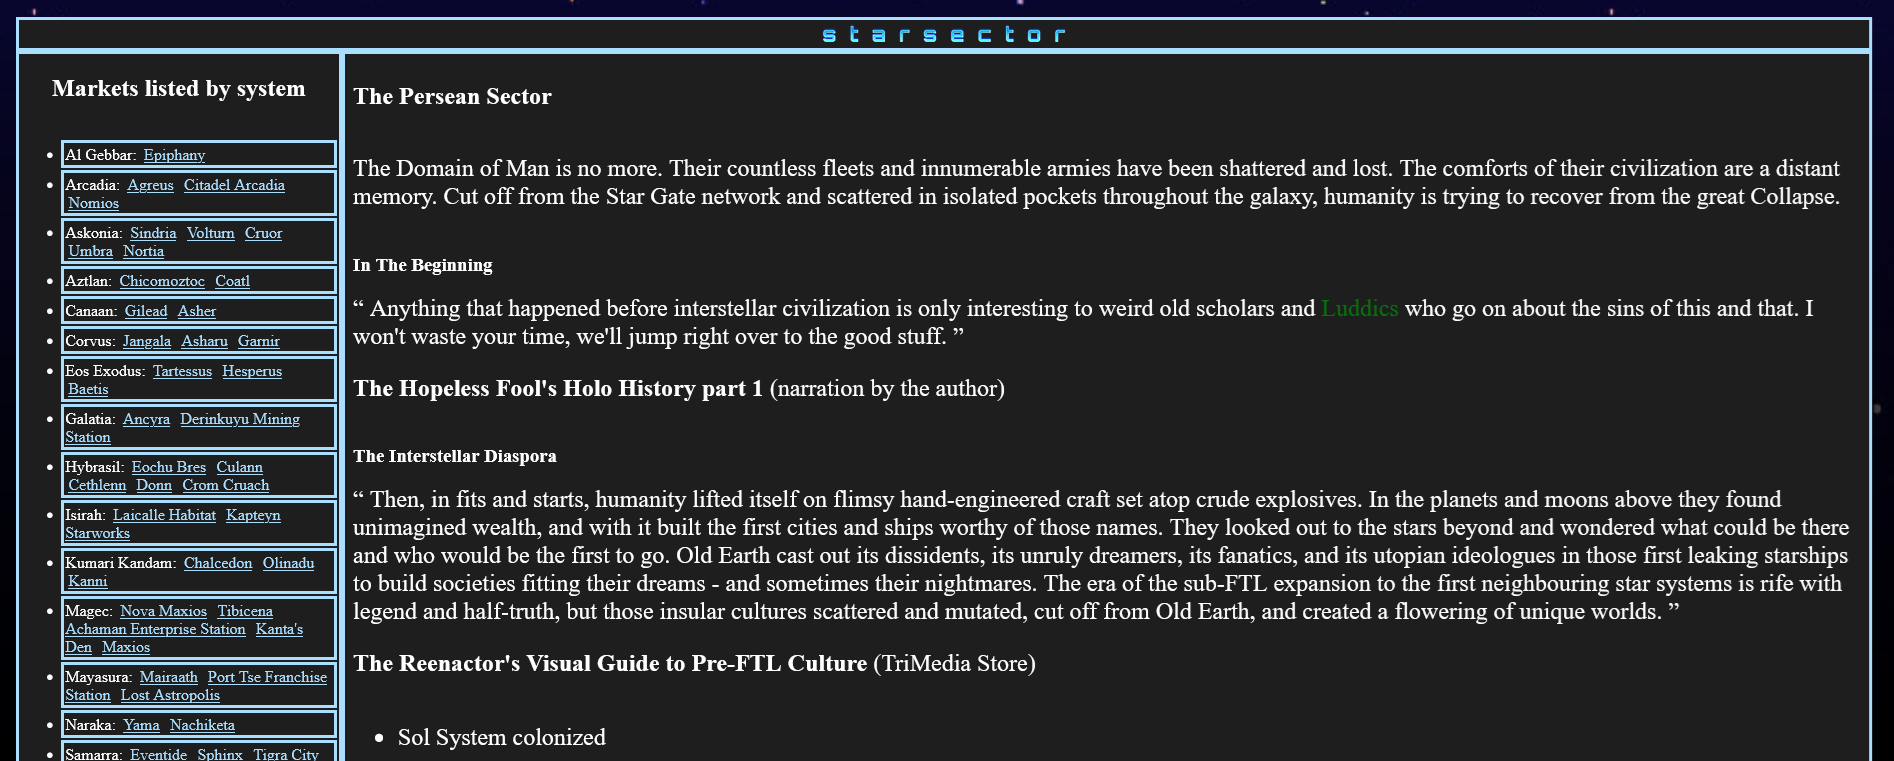 starsector
Markets listed by system
Al Gebbar: Epiphany
Arcadia: Agreus Citadel Arcadia
Nomios
Askonia: Sindria Volturn Cruor
Umbra Nortia
Aztlan: Chicomoztoc Coatl
Canaan: Gilead Asher
Corvus: Jangala Asharu Garnir
Eos Exodus: Tartessus Hesperus
Baetis
Galatia: Ancyra Derinkuyu Mining
Station
Hybrasil: Eochu Bres Culann
Cethlenn Donn Crom Cruach
Isirah: Laicalle Habitat Kapteyn
Starworks
Kumari Kandam: Chalcedon Olinadu
Kanni
Magec: Nova Maxios Tibicena
Achaman Enterprise Station Kanta's
Den Maxios
Mayasura: Mairaath Port Tse Franchise
Station Lost Astropolis
Naraka: Yama Nachiketa
Samarra: Eventide Sphinx Tigra City
The Persean Sector
The Domain of Man is no more. Their countless fleets and innumerable armies have been shattered and lost. The comforts of their civilization are a distant
memory. Cut off from the Star Gate network and scattered in isolated pockets throughout the galaxy, humanity is trying to recover from the great Collapse.
In The Beginning
“ Anything that happened before interstellar civilization is only interesting to weird old scholars and Luddics who go on about the sins of this and that. I
won't waste your time, we'll jump right over to the good stuff. ”
The Hopeless Fool's Holo History part 1 (narration by the author)
The Interstellar Diaspora
“ Then, in fits and starts, humanity lifted itself on flimsy hand-engineered craft set atop crude explosives. In the planets and moons above they found
unimagined wealth, and with it built the first cities and ships worthy of those names. They looked out to the stars beyond and wondered what could be there
and who would be the first to go. Old Earth cast out its dissidents, its unruly dreamers, its fanatics, and its utopian ideologues in those first leaking starships
to build societies fitting their dreams - and sometimes their nightmares. The era of the sub-FTL expansion to the first neighbouring star systems is rife with
legend and half-truth, but those insular cultures scattered and mutated, cut off from Old Earth, and created a flowering of unique worlds. ”
The Reenactor's Visual Guide to Pre-FTL Culture (TriMedia Store)
Sol System colonized